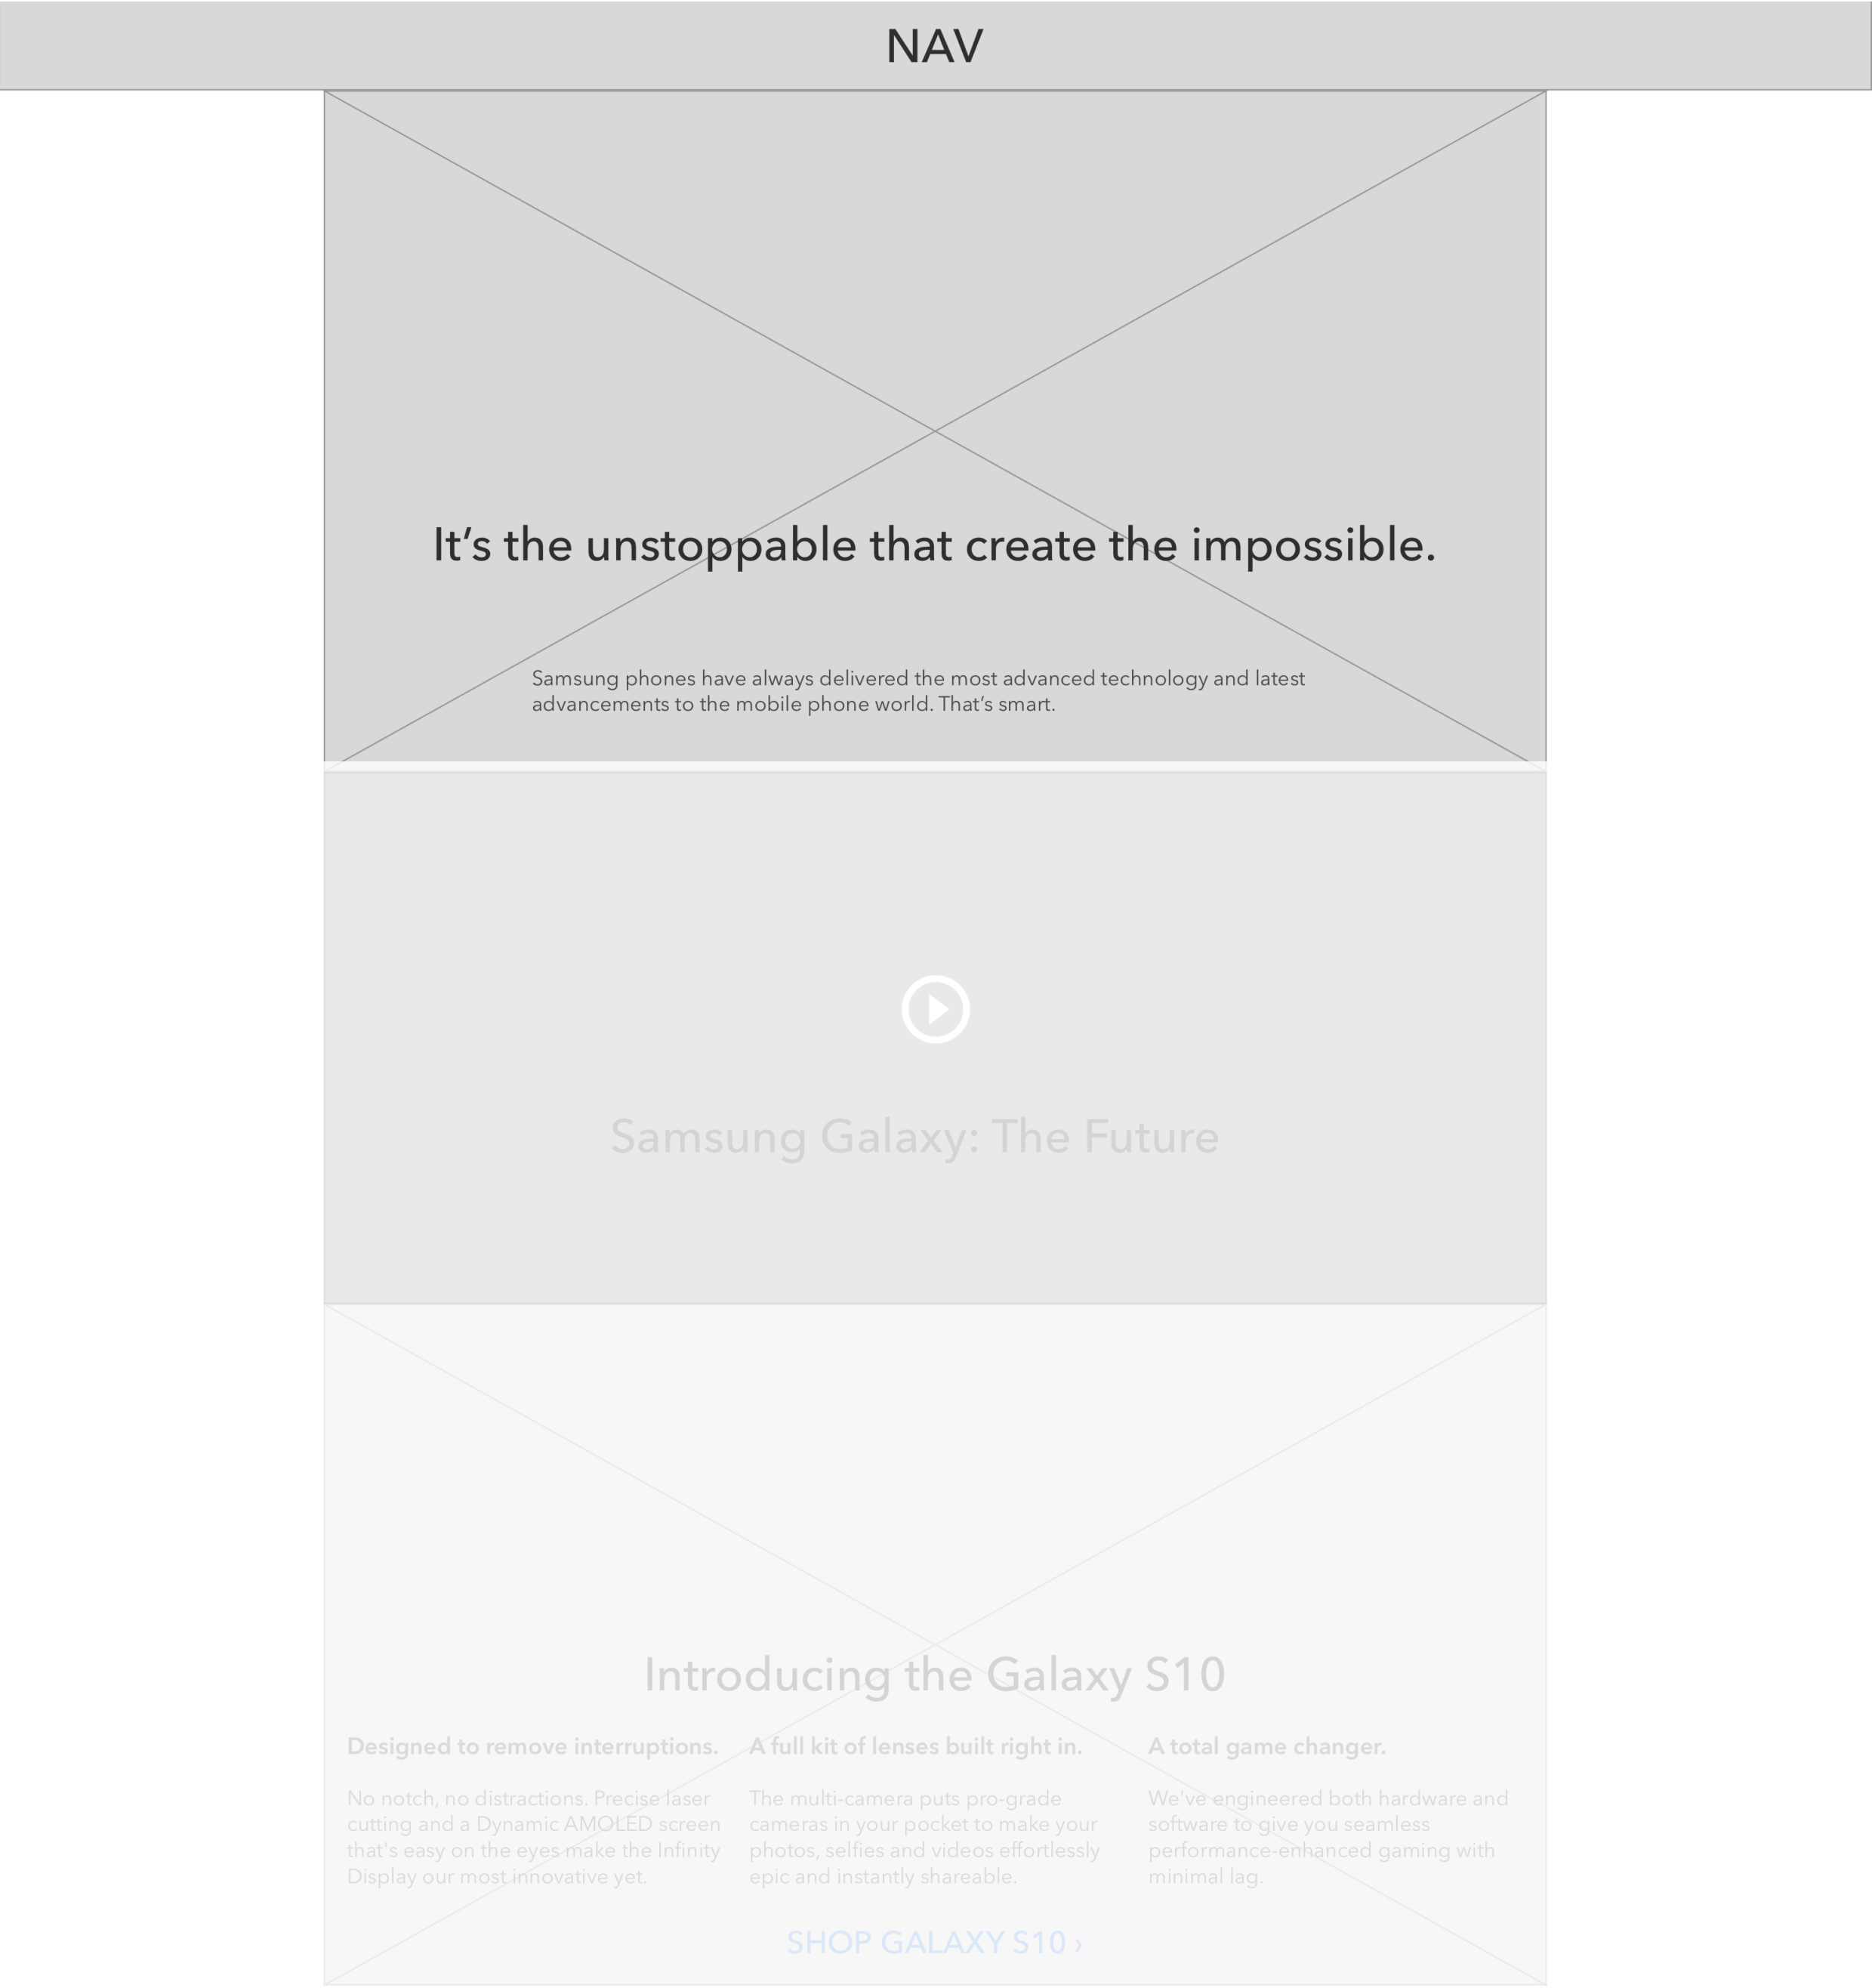 NAV
It’s the unstoppable that create the impossible.
Samsung phones have always delivered the most advanced technology and latest
advancements to the mobile phone world. That’s smart.
Samsung Galaxy: The Future
Introducing the Galaxy S10
Designed to remove interruptions.
No notch, no distractions. Precise laser
cutting and a Dynamic AMOLED screen
that's easy on the eyes make the Infinity
Display our most innovative yet.
A full kit of lenses built right in.
The multi-camera puts pro-grade
cameras in your pocket to make your
photos, selfies and videos effortlessly
epic and instantly shareable.
A total game changer.
We've engineered both hardware and
software to give you seamless
performance-enhanced gaming with
minimal lag.
SHOP GALAXY S10 ›